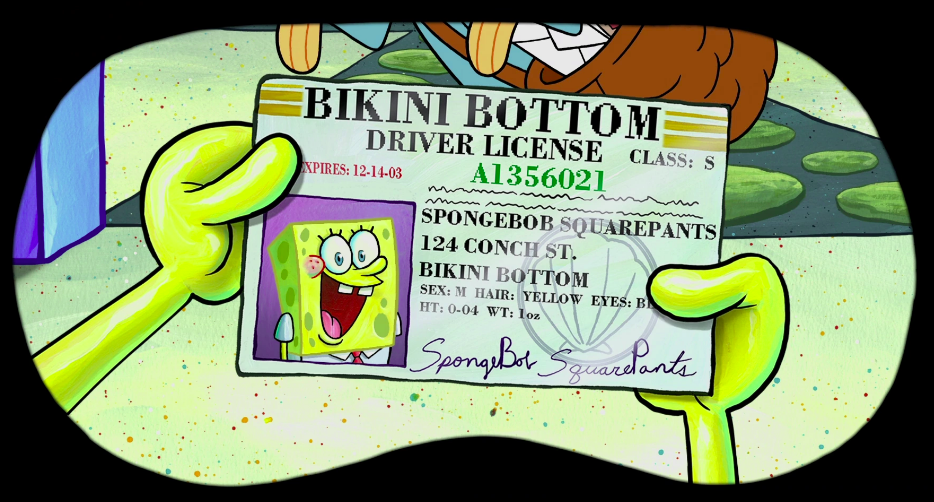 BIKINI BOTTOM
DRIVER LICENSE
CLASS: S
EXPIRES: 12-14-03
A1356021
SPONGEBOB SQUAREPANTS
124 CONCH ST.
BIKINI BOTTOM
SEX: M HAIR: YELLOW EYES:
HT: 0-04 WT: 1oz
SpongeBob SquarePants